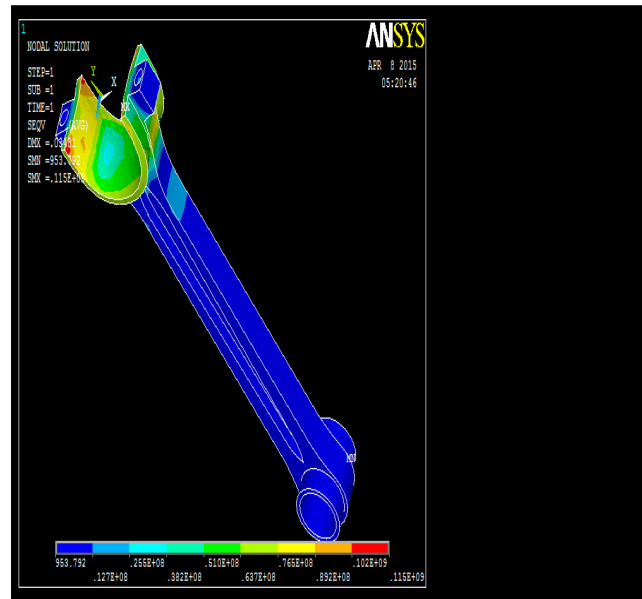 1
ANSYS
NODAL SOLUTION
APR 8 2015
05:20:46
STEP=1
SUB =1
TIME=1
SEQV (AVG)
DMX =
SMN =953.792
SMX =.115E+09
Y
X
MX
MN
953.792 .255E+08 .510E+08 .765E+08 .102E+09
.127E+08 .382E+08 .637E+08 .892E+08 .115E+09